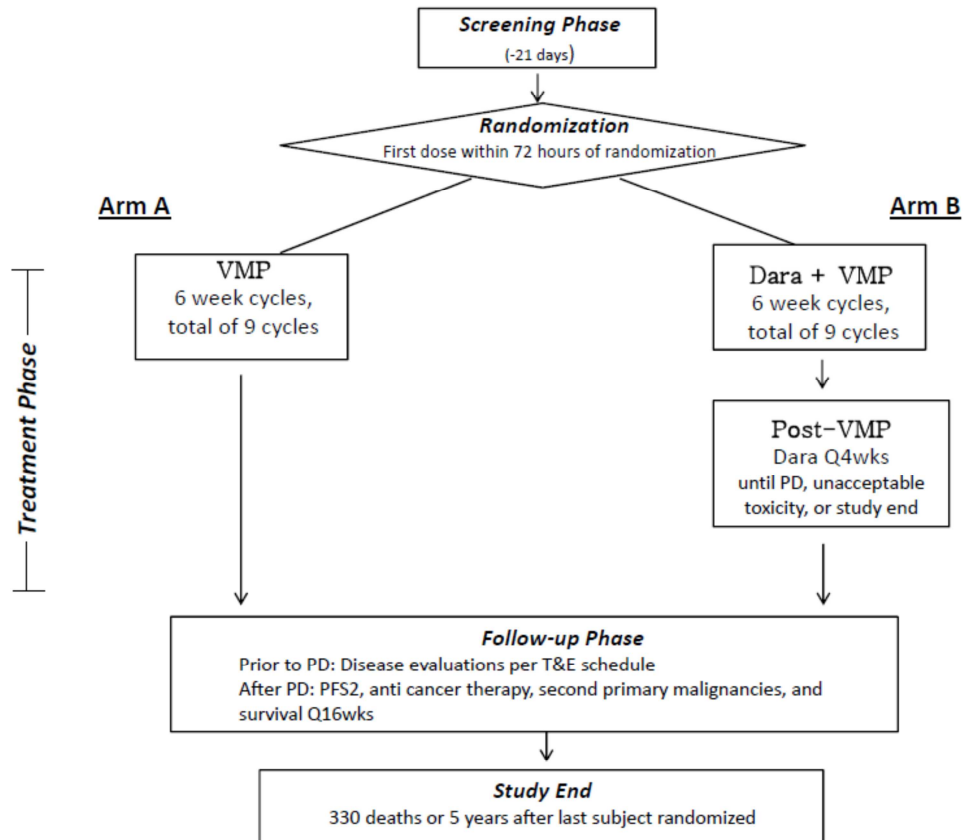 Screening Phase
(-21 days)
Randomization
First dose within 72 hours of randomization
Arm A
Arm B
Treatment Phase
VMP
6 week cycles,
total of 9 cycles
Dara + VMP
6 week cycles,
total of 9 cycles
Post-VMP
Dara Q4wks
until PD, unacceptable
toxicity, or study end
Follow-up Phase
Prior to PD: Disease evaluations per T&E schedule
After PD: PFS2, anti cancer therapy, second primary malignancies, and
survival Q16wks
Study End
330 deaths or 5 years after last subject randomized